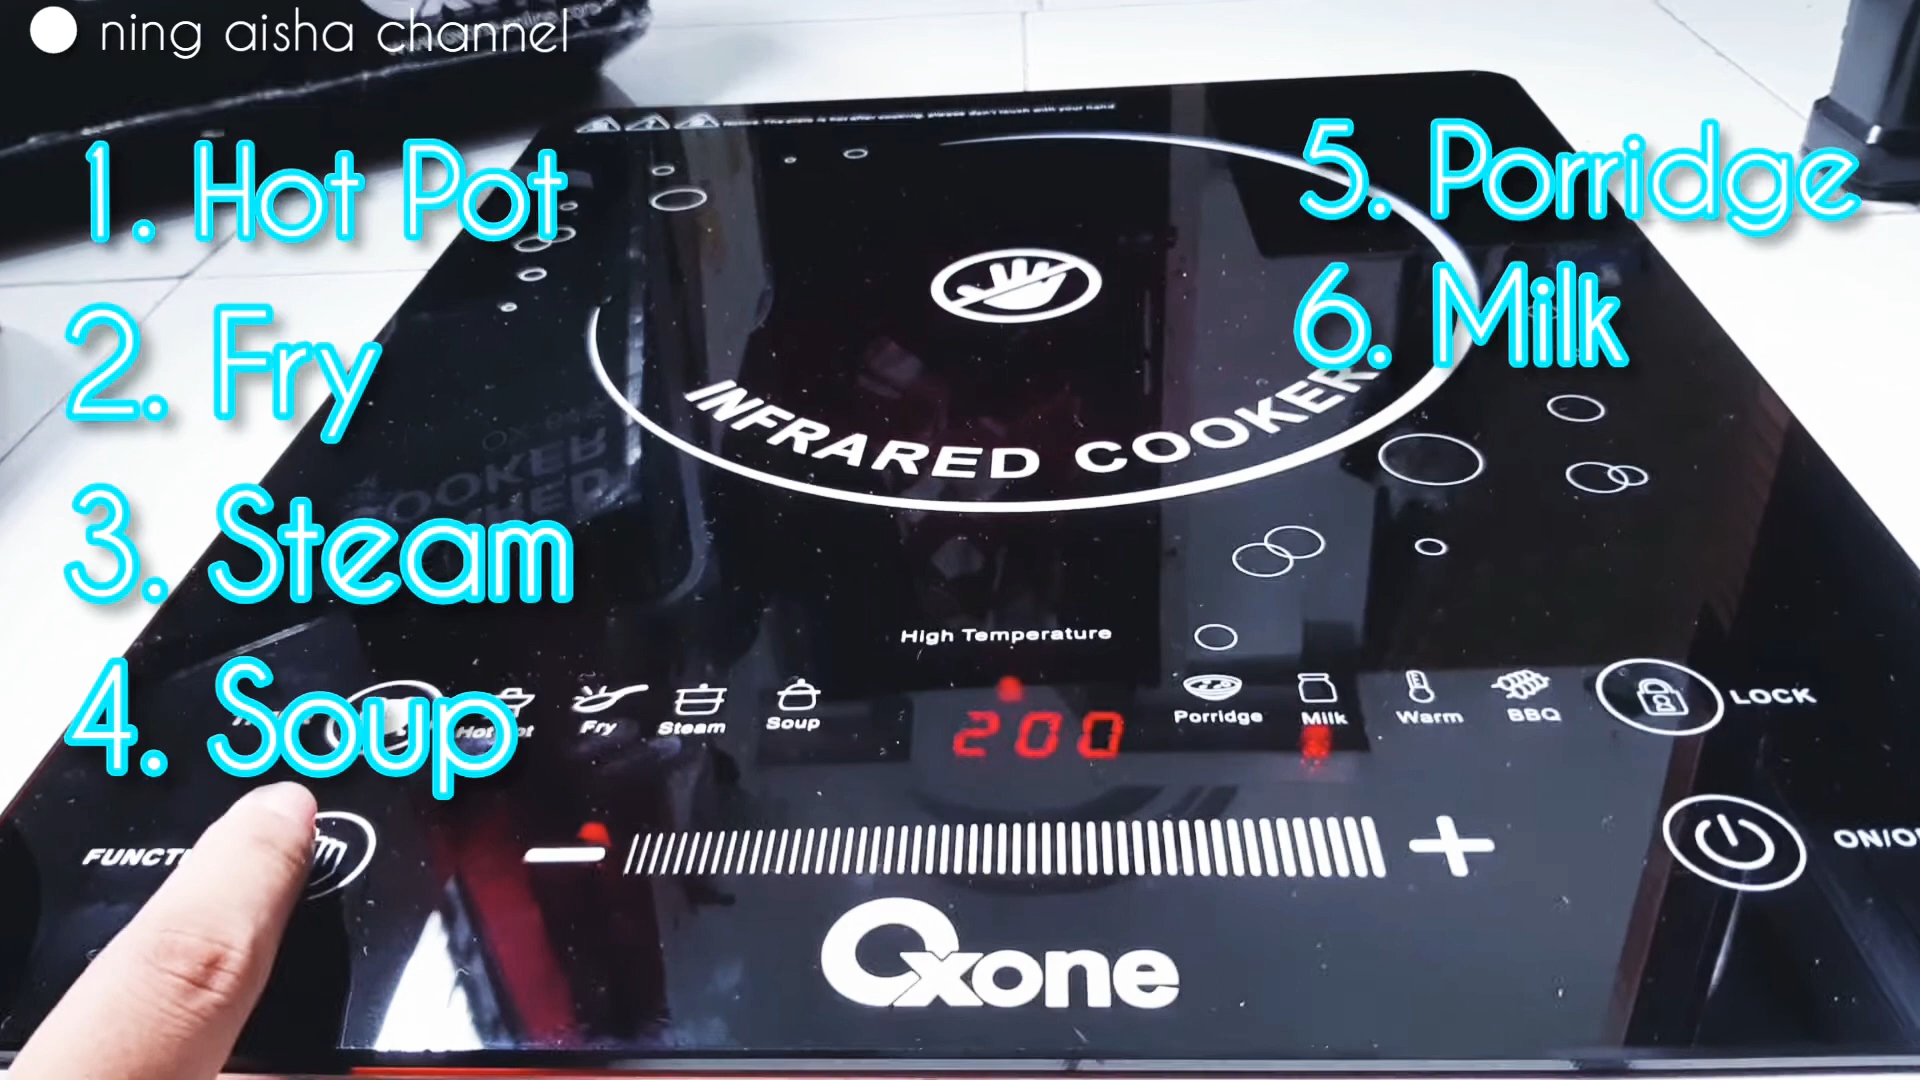 ning aisha channel
1. Hot Pot
2. Fry
3. Steam
4. Soup
5. Porridge
6. Milk
INFRARED COOKER
High Temperature
Fry
Steam
Soup
200
Porridge
Milk
Warm
BBQ
LOCK
ON/O
Oxone